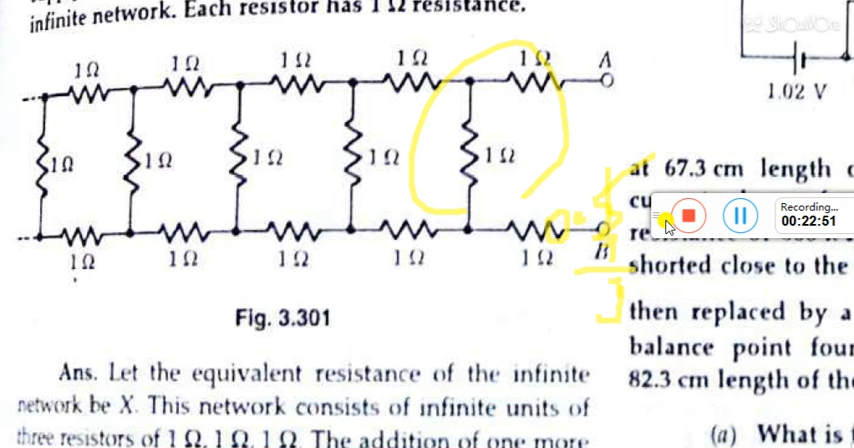 infinite network. Each resistor has 1 Ω resistance.
1Ω 1Ω 1Ω 1Ω 1Ω A
1Ω 1Ω 1Ω 1Ω 1Ω
1Ω 1Ω 1Ω 1Ω 1Ω B
Fig. 3.301
Ans. Let the equivalent resistance of the infinite
network be X. This network consists of infinite units of
three resistors of 1 Ω, 1 Ω, 1 Ω. The addition of one more
1.02 V
at 67.3 cm length
Recording...
00:22:51
shorted close to the
then replaced by a
balance point
82.3 cm length of
(a) What is